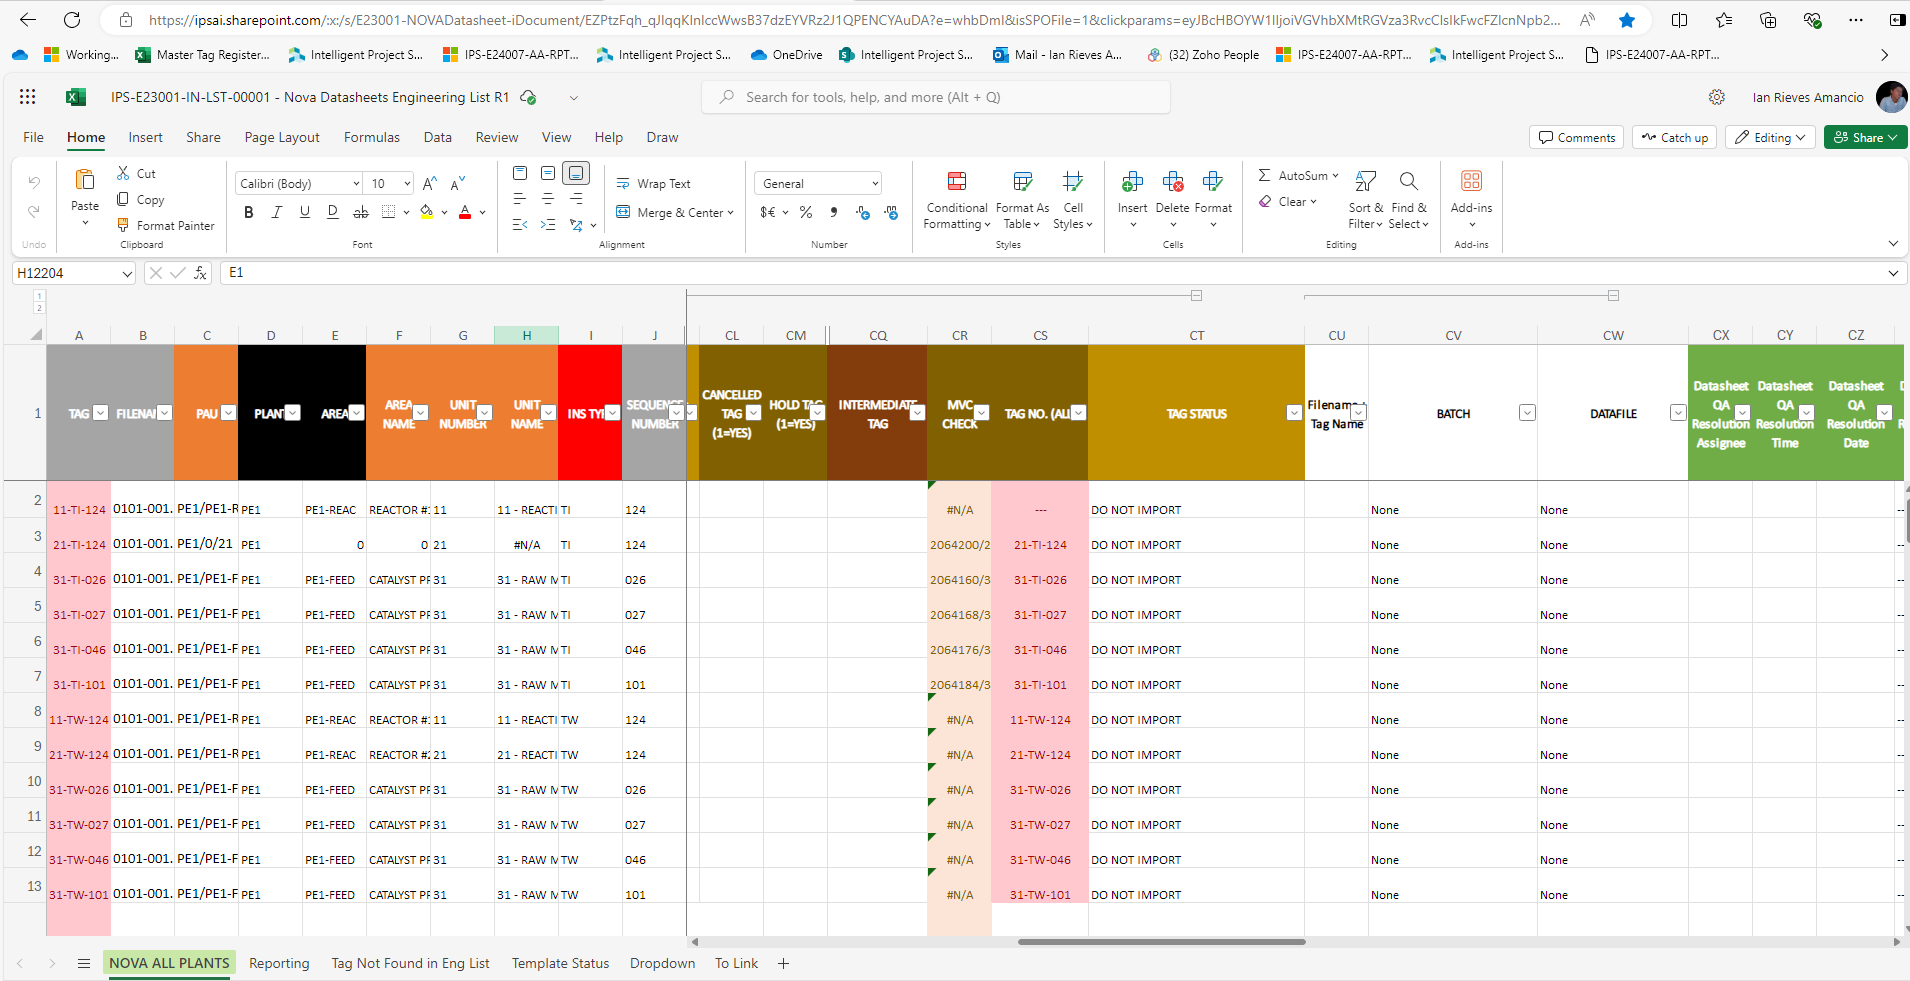 https://ipsai.sharepoint.com/:x:/s/E23001-NOVADatasheet-iDocument/EZPtzFqh_qJIqqKInIccWwsB37dzEYVRz2J1QPENCYAuDA?e=whbDmI&isSPOFile=1&clickparams=eyJBcHBOYW1lIjoiVGVhbXMtRGVza3RvcCIsIkFwcFZlcnNpb2...
Working... Master Tag Register... Intelligent Project S... IPS-E24007-AA-RPT... Intelligent Project S... OneDrive Intelligent Project S... Mail - Ian Rieves A... (32) Zoho People IPS-E24007-AA-RPT... Intelligent Project S... IPS-E24007-AA-RPT...
IPS-E23001-IN-LST-00001 - Nova Datasheets Engineering List R1 Search for tools, help, and more (Alt + Q) Ian Rieves Amancio
File Home Insert Share Page Layout Formulas Data Review View Help Draw Comments Catch up Editing Share
Cut
Copy
Format Painter
Paste
Undo Clipboard
Calibri (Body) 10
B I U D ab A
Font
Wrap Text
Merge & Center
Alignment
General
$€ % 9
Number
Conditional Formatting Format As Table Cell Styles
Styles
Insert Delete Format
Cells
AutoSum
Clear
Sort & Filter Find & Select
Editing
Add-ins
Add-ins
H12204 fx E1
1
2
A B C D E F G H I J CL CM CQ CR CS CT CU CV CW CX CY CZ
1 TAG FILENA PAU PLANT AREA AREA NAME UNIT NUMBER UNIT NAME INS TYP SEQUENCE NUMBER CANCELLED TAG (1=YES) HOLD TAG (1=YES) INTERMEDIATE TAG MVC CHECK TAG NO. (ALL TAG STATUS Filename Tag Name BATCH DATAFILE Datasheet QA Resolution Assignee Datasheet QA Resolution Time Datasheet QA Resolution Date
2 11-TI-124 0101-001. PE1/PE1-R PE1 PE1-REAC REACTOR #: 11 11 - REACTI TI 124 #N/A --- DO NOT IMPORT None None --
3 21-TI-124 0101-001. PE1/0/21 PE1 0 0 21 #N/A TI 124 2064200/2 21-TI-124 DO NOT IMPORT None None --
4 31-TI-026 0101-001. PE1/PE1-F PE1 PE1-FEED CATALYST PF 31 31 - RAW M TI 026 2064160/3 31-TI-026 DO NOT IMPORT None None --
5 31-TI-027 0101-001. PE1/PE1-F PE1 PE1-FEED CATALYST PF 31 31 - RAW M TI 027 2064168/3 31-TI-027 DO NOT IMPORT None None --
6 31-TI-046 0101-001. PE1/PE1-F PE1 PE1-FEED CATALYST PF 31 31 - RAW M TI 046 2064176/3 31-TI-046 DO NOT IMPORT None None --
7 31-TI-101 0101-001. PE1/PE1-F PE1 PE1-FEED CATALYST PF 31 31 - RAW M TI 101 2064184/3 31-TI-101 DO NOT IMPORT None None --
8 11-TW-124 0101-001. PE1/PE1-R PE1 PE1-REAC REACTOR #: 11 11 - REACTI TW 124 #N/A 11-TW-124 DO NOT IMPORT None None --
9 21-TW-124 0101-001. PE1/PE1-R PE1 PE1-REAC REACTOR #2 21 21 - REACTI TW 124 #N/A 21-TW-124 DO NOT IMPORT None None --
10 31-TW-026 0101-001. PE1/PE1-F PE1 PE1-FEED CATALYST PF 31 31 - RAW M TW 026 #N/A 31-TW-026 DO NOT IMPORT None None --
11 31-TW-027 0101-001. PE1/PE1-F PE1 PE1-FEED CATALYST PF 31 31 - RAW M TW 027 #N/A 31-TW-027 DO NOT IMPORT None None --
12 31-TW-046 0101-001. PE1/PE1-F PE1 PE1-FEED CATALYST PF 31 31 - RAW M TW 046 #N/A 31-TW-046 DO NOT IMPORT None None --
13 31-TW-101 0101-001. PE1/PE1-F PE1 PE1-FEED CATALYST PF 31 31 - RAW M TW 101 #N/A 31-TW-101 DO NOT IMPORT None None --
NOVA ALL PLANTS Reporting Tag Not Found in Eng List Template Status Dropdown To Link